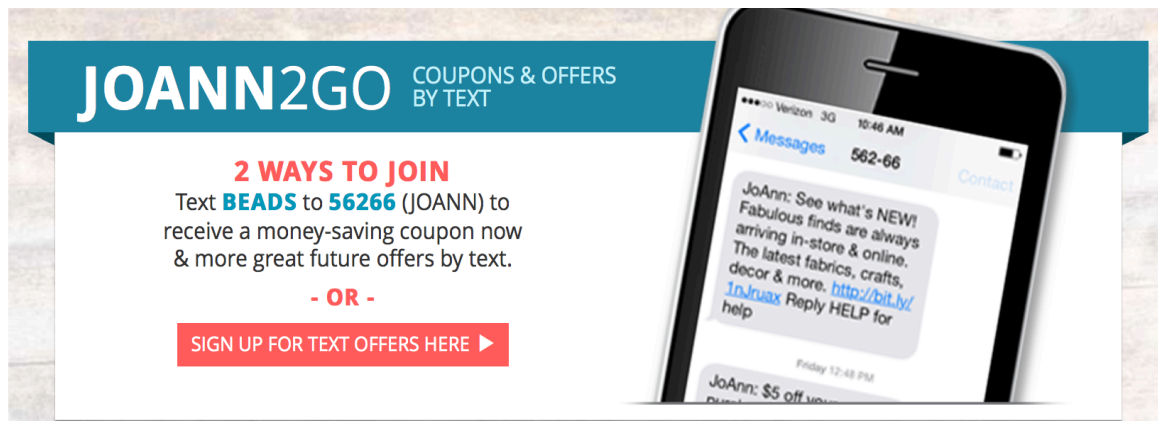 JOANN2GO
COUPONS & OFFERS
BY TEXT
2 WAYS TO JOIN
Text BEADS to 56266 (JOANN) to
receive a money-saving coupon now
& more great future offers by text.
- OR -
SIGN UP FOR TEXT OFFERS HERE
Verizon 3G 10:46 AM
Messages 562-66 Contact
JoAnn: See what's NEW!
Fabulous finds are always
arriving in-store & online.
The latest fabrics, crafts,
decor & more. http://bit.ly/
1nJruax Reply HELP for
help
Friday 12:48 PM
JoAnn: $5 off